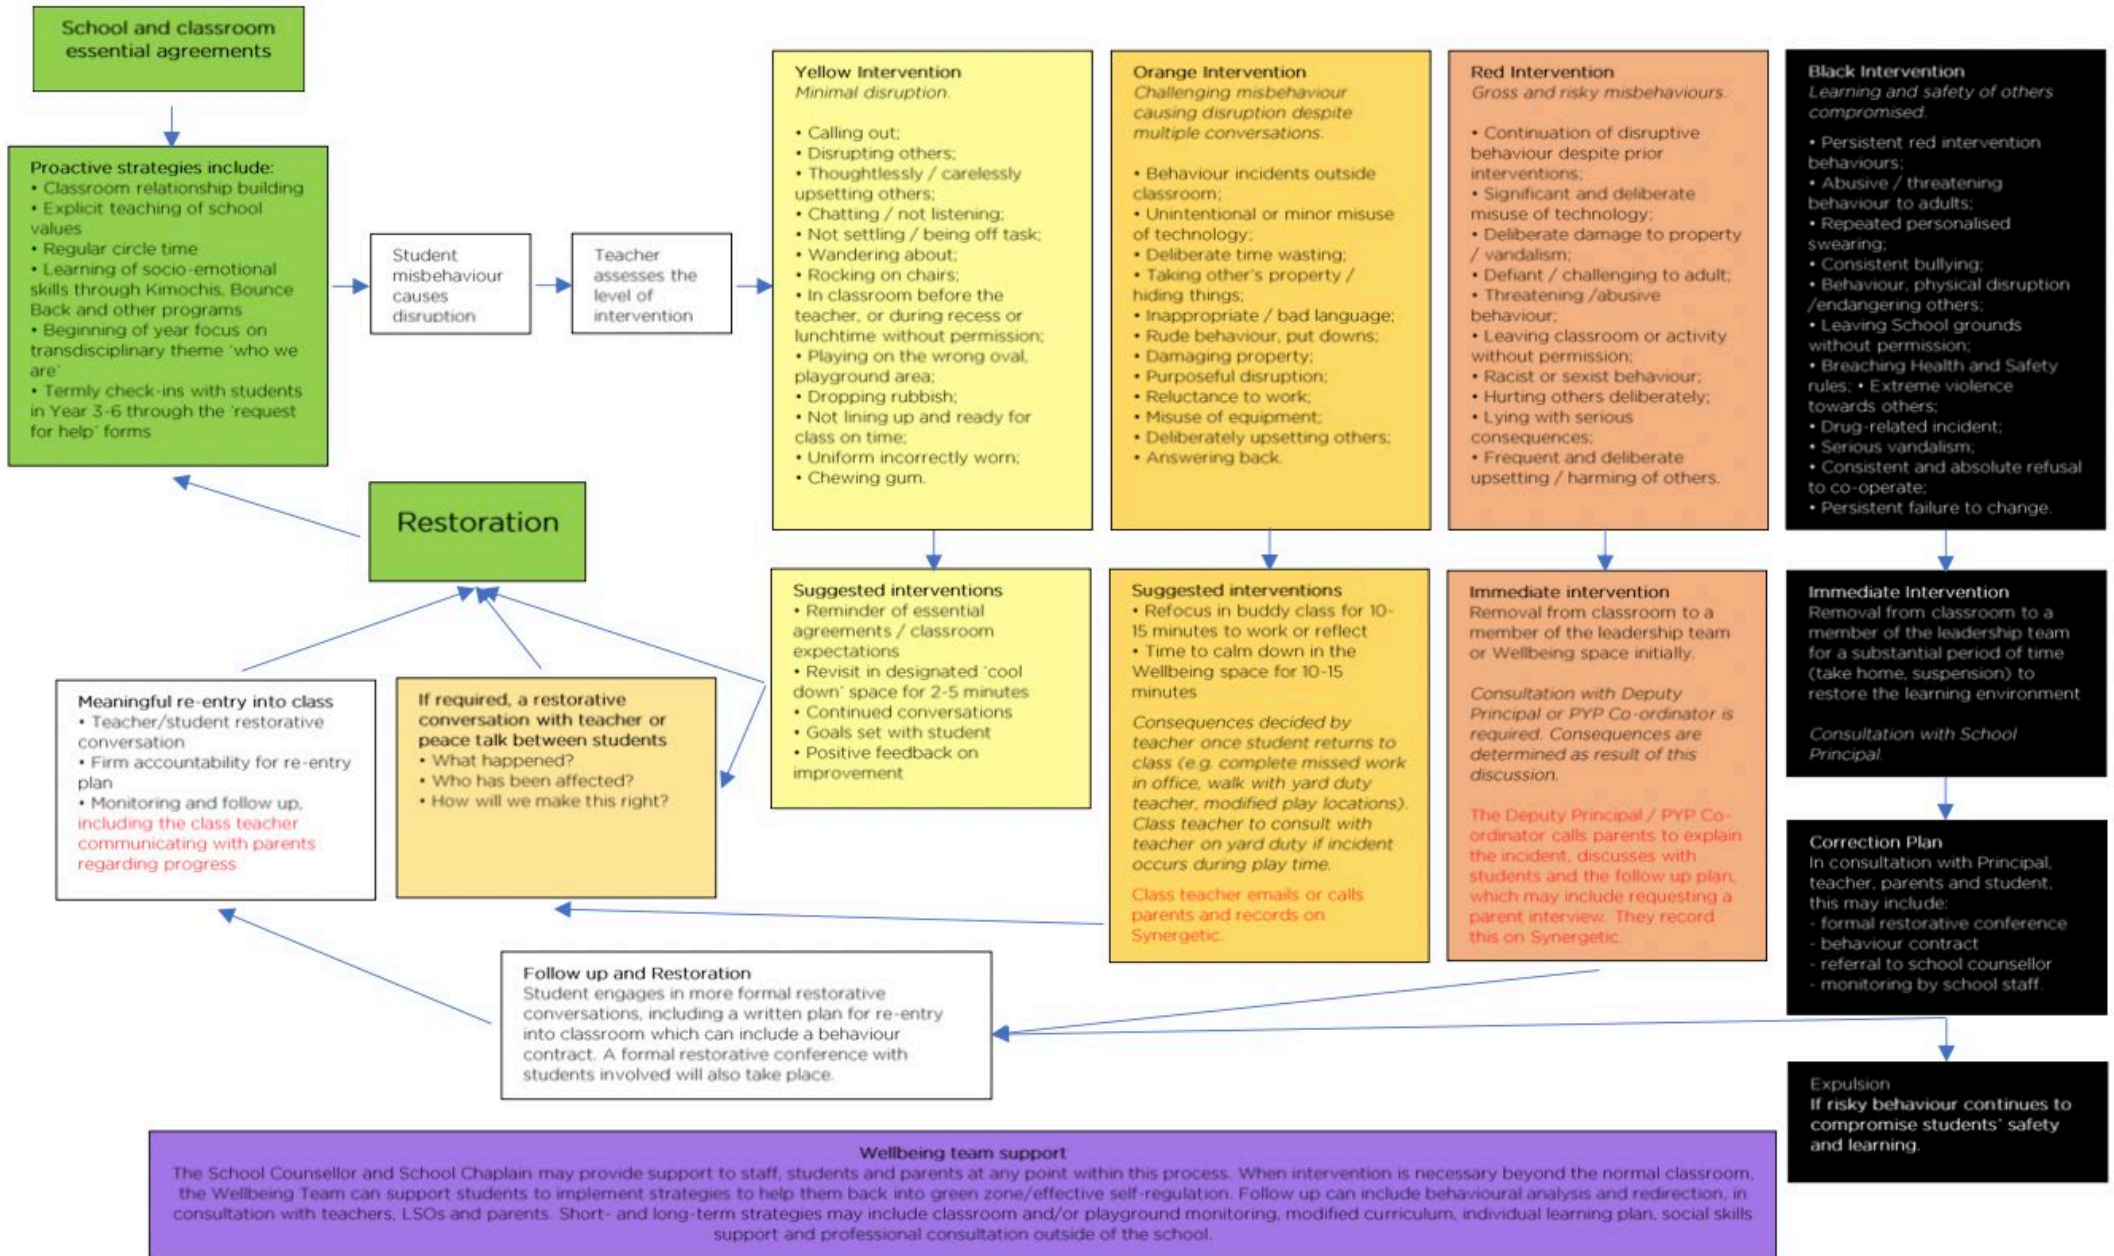 School and classroom
essential agreements
Proactive strategies include:
• Classroom relationship building
• Explicit teaching of school
values
• Regular circle time
• Learning of socio-emotional
skills through Kimochis, Bounce
Back and other programs
• Beginning of year focus on
transdisciplinary theme 'who we
are'
• Termly check-ins with students
in Year 3-6 through the 'request
for help' forms
Student
misbehaviour
causes
disruption
Teacher
assesses the
level of
intervention
Yellow Intervention
Minimal disruption.
• Calling out;
• Disrupting others;
• Thoughtlessly / carelessly
upsetting others;
• Chatting / not listening;
• Not settling / being off task;
• Wandering about;
• Rocking on chairs;
• In classroom before the
teacher, or during recess or
lunchtime without permission;
• Playing on the wrong oval,
playground area;
• Dropping rubbish;
• Not lining up and ready for
class on time;
• Uniform incorrectly worn;
• Chewing gum.
Orange Intervention
Challenging misbehaviour
causing disruption despite
multiple conversations.
• Behaviour incidents outside
classroom;
• Unintentional or minor misuse
of technology;
• Deliberate time wasting;
• Taking other's property /
hiding things;
• Inappropriate / bad language;
• Rude behaviour, put downs;
• Damaging property;
• Purposeful disruption;
• Reluctance to work;
• Misuse of equipment;
• Deliberately upsetting others;
• Answering back.
Red Intervention
Gross and risky misbehaviours.
• Continuation of disruptive
behaviour despite prior
interventions;
• Significant and deliberate
misuse of technology;
• Deliberate damage to property
/ vandalism;
• Defiant / challenging to adult;
• Threatening /abusive
behaviour;
• Leaving classroom or activity
without permission;
• Racist or sexist behaviour;
• Hurting others deliberately;
• Lying with serious
consequences;
• Frequent and deliberate
upsetting / harming of others.
Black Intervention
Learning and safety of others
compromised.
• Persistent red intervention
behaviours;
• Abusive / threatening
behaviour to adults;
• Repeated personalised
swearing;
• Consistent bullying;
• Behaviour, physical disruption
/endangering others;
• Leaving School grounds
without permission;
• Breaching Health and Safety
rules; • Extreme violence
towards others;
• Drug-related incident;
• Serious vandalism;
• Consistent and absolute refusal
to co-operate;
• Persistent failure to change.
Restoration
Suggested interventions
• Reminder of essential
agreements / classroom
expectations
• Revisit in designated 'cool
down' space for 2-5 minutes
• Continued conversations
• Goals set with student
• Positive feedback on
improvement
Suggested interventions
• Refocus in buddy class for 10-
15 minutes to work or reflect
• Time to calm down in the
Wellbeing space for 10-15
minutes
Consequences decided by
teacher once student returns to
class (e.g. complete missed work
in office, walk with yard duty
teacher, modified play locations).
Class teacher to consult with
teacher on yard duty if incident
occurs during play time.
Class teacher emails or calls
parents and records on
Synergetic.
Immediate intervention
Removal from classroom to a
member of the leadership team
or Wellbeing space initially.
Consultation with Deputy
Principal or PYP Co-ordinator is
required. Consequences are
determined as result of this
discussion.
The Deputy Principal / PYP Co-
ordinator calls parents to explain
the incident, discusses with
students and the follow up plan,
which may include requesting a
parent interview. They record
this on Synergetic.
Immediate Intervention
Removal from classroom to a
member of the leadership team
for a substantial period of time
(take home, suspension) to
restore the learning environment
Consultation with School
Principal.
Meaningful re-entry into class
• Teacher/student restorative
conversation
• Firm accountability for re-entry
plan
• Monitoring and follow up,
including the class teacher
communicating with parents
regarding progress
If required, a restorative
conversation with teacher or
peace talk between students
• What happened?
• Who has been affected?
• How will we make this right?
Correction Plan
In consultation with Principal,
teacher, parents and student,
this may include:
- formal restorative conference
- behaviour contract
- referral to school counsellor
- monitoring by school staff.
Follow up and Restoration
Student engages in more formal restorative
conversations, including a written plan for re-entry
into classroom which can include a behaviour
contract. A formal restorative conference with
students involved will also take place.
Expulsion
If risky behaviour continues to
compromise students' safety
and learning.
Wellbeing team support
The School Counsellor and School Chaplain may provide support to staff, students and parents at any point within this process. When intervention is necessary beyond the normal classroom,
the Wellbeing Team can support students to implement strategies to help them back into green zone/effective self-regulation. Follow up can include behavioural analysis and redirection, in
consultation with teachers, LSOs and parents. Short- and long-term strategies may include classroom and/or playground monitoring, modified curriculum, individual learning plan, social skills
support and professional consultation outside of the school.